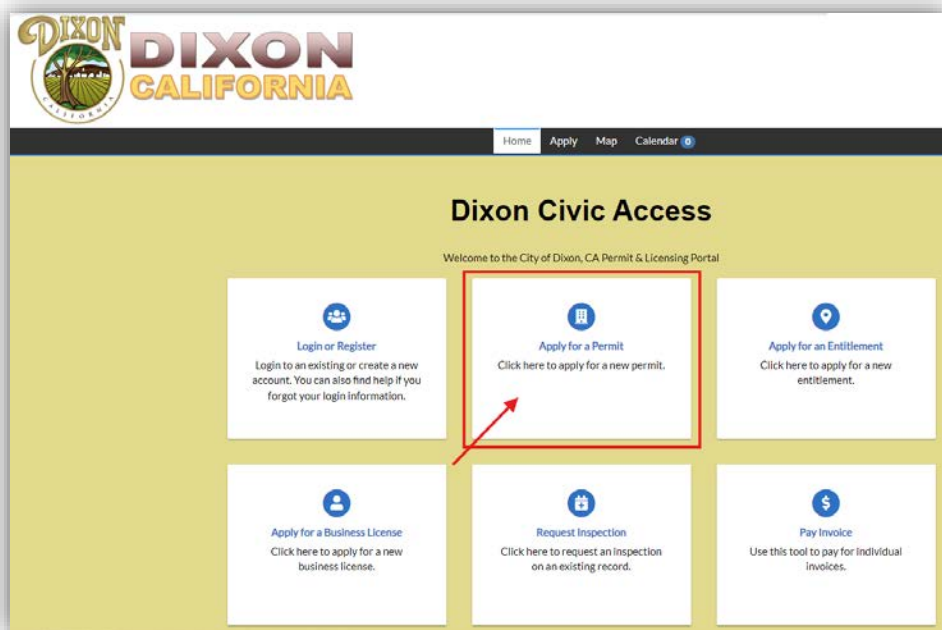 DIXON
CALIFORNIA
DIXON
CALIFORNIA
Home Apply Map Calendar 0
Dixon Civic Access
Welcome to the City of Dixon, CA Permit & Licensing Portal
Login or Register
Login to an existing or create a new
account. You can also find help if you
forgot your login information.
Apply for a Permit
Click here to apply for a new permit.
Apply for an Entitlement
Click here to apply for a new
entitlement.
Apply for a Business License
Click here to apply for a new
business license.
Request Inspection
Click here to request an inspection
on an existing record.
Pay Invoice
Use this tool to pay for individual
invoices.